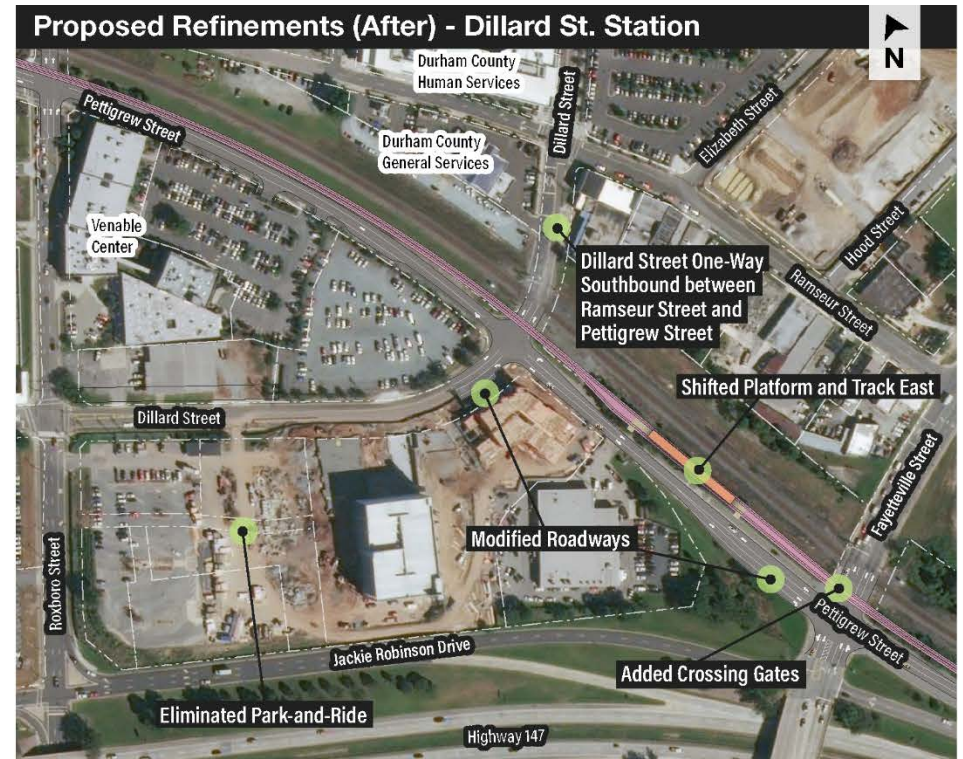 Proposed Refinements (After) - Dillard St. Station
N
Durham County
Human Services
Pettigrew Street
Dillard Street
Elizabeth Street
Durham County
General Services
Venable
Center
Hood Street
Dillard Street One-Way
Southbound between
Ramseur Street and
Pettigrew Street
Ramseur Street
Shifted Platform and Track East
Dillard Street
Fayetteville Street
Modified Roadways
Roxboro Street
Pettigrew Street
Jackie Robinson Drive
Added Crossing Gates
Eliminated Park-and-Ride
Highway 147